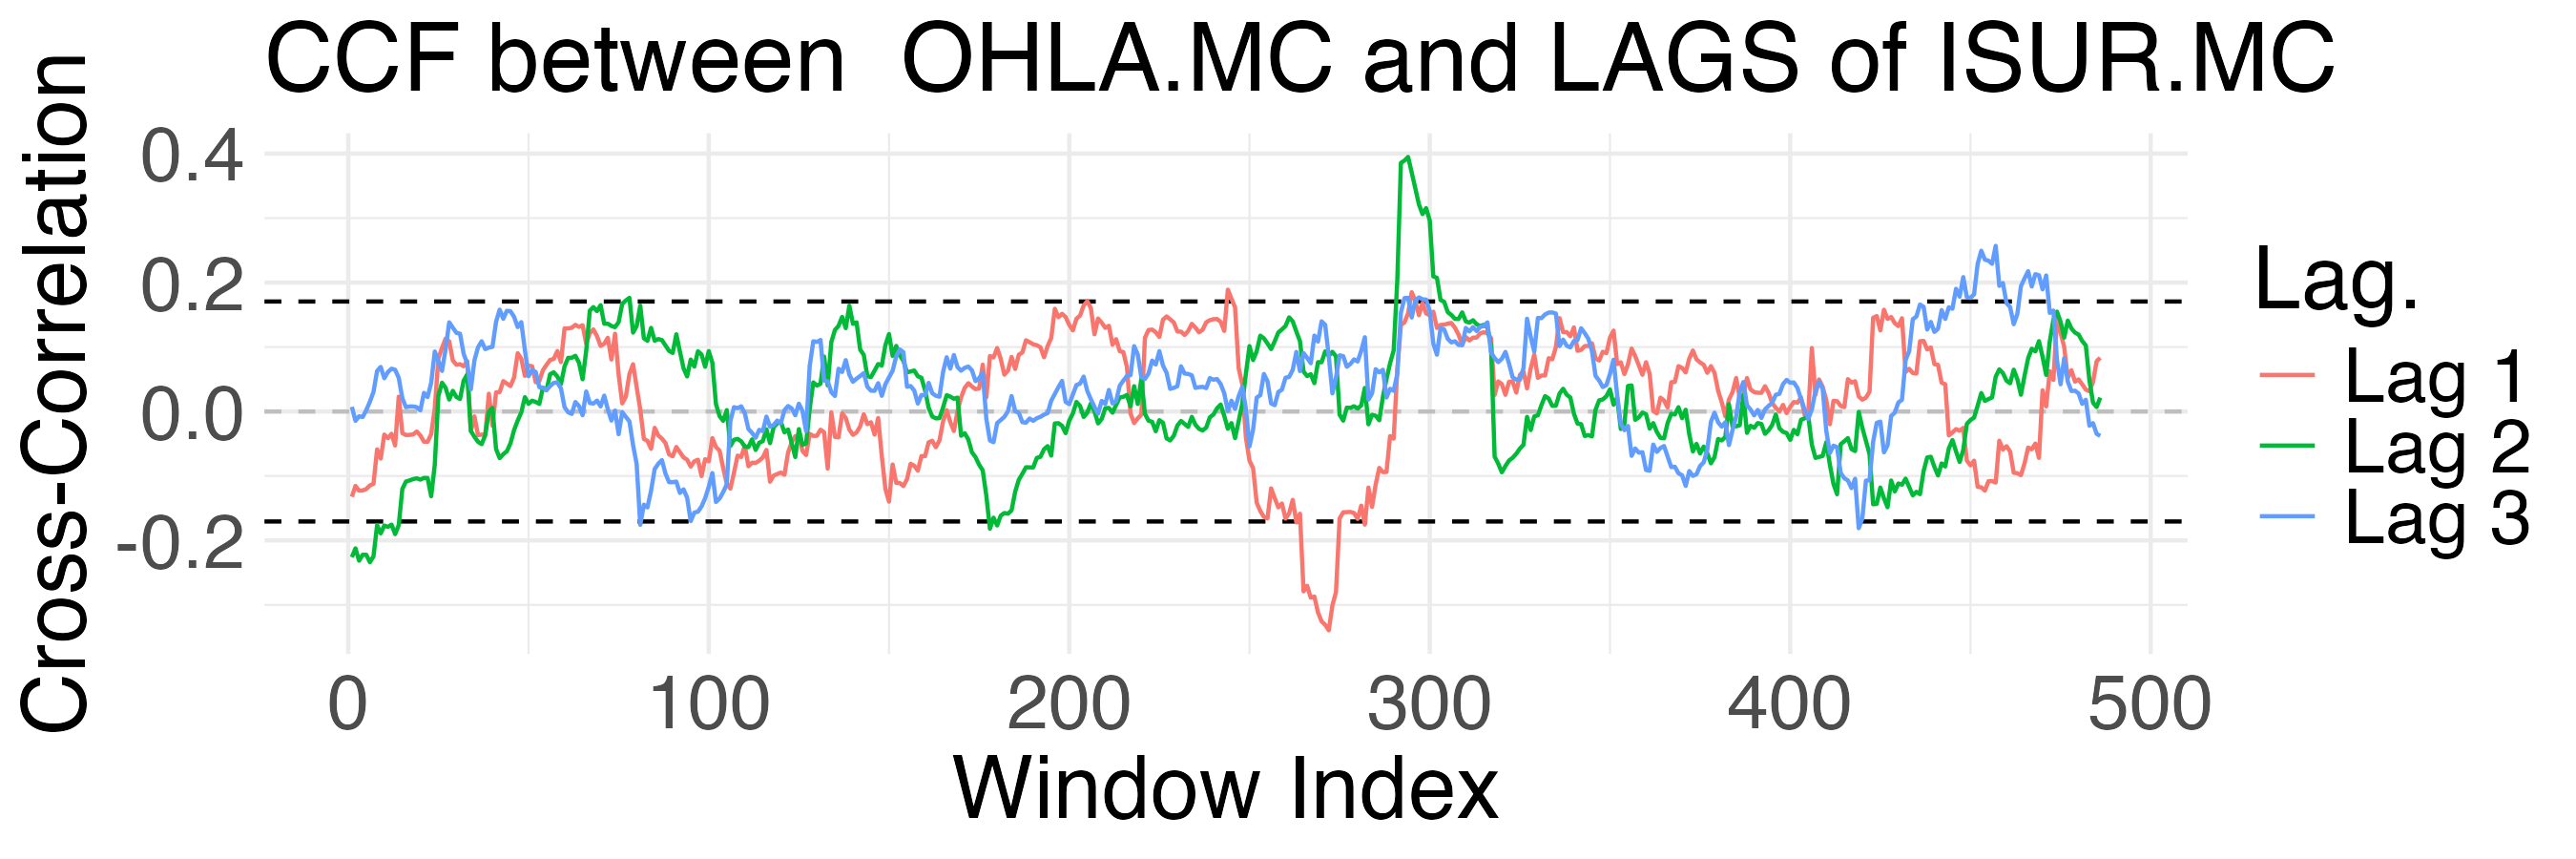 CCF between  OHLA.MC and LAGS of ISUR.MC
Cross-Correlation
0.4
0.2
0.0
-0.2
0
100
200
300
400
500
Window Index
Lag.
Lag 1
Lag 2
Lag 3